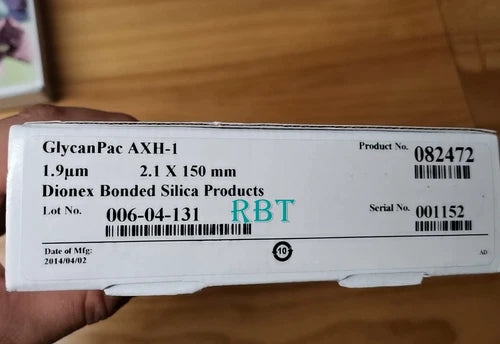 GlycanPac AXH-1
Product No. 082472
1.9µm 2.1 X 150 mm
Dionex Bonded Silica Products
Lot No. 006-04-131 RBT Serial No. 001152
Date of Mfg:
2014/04/02
10
AD